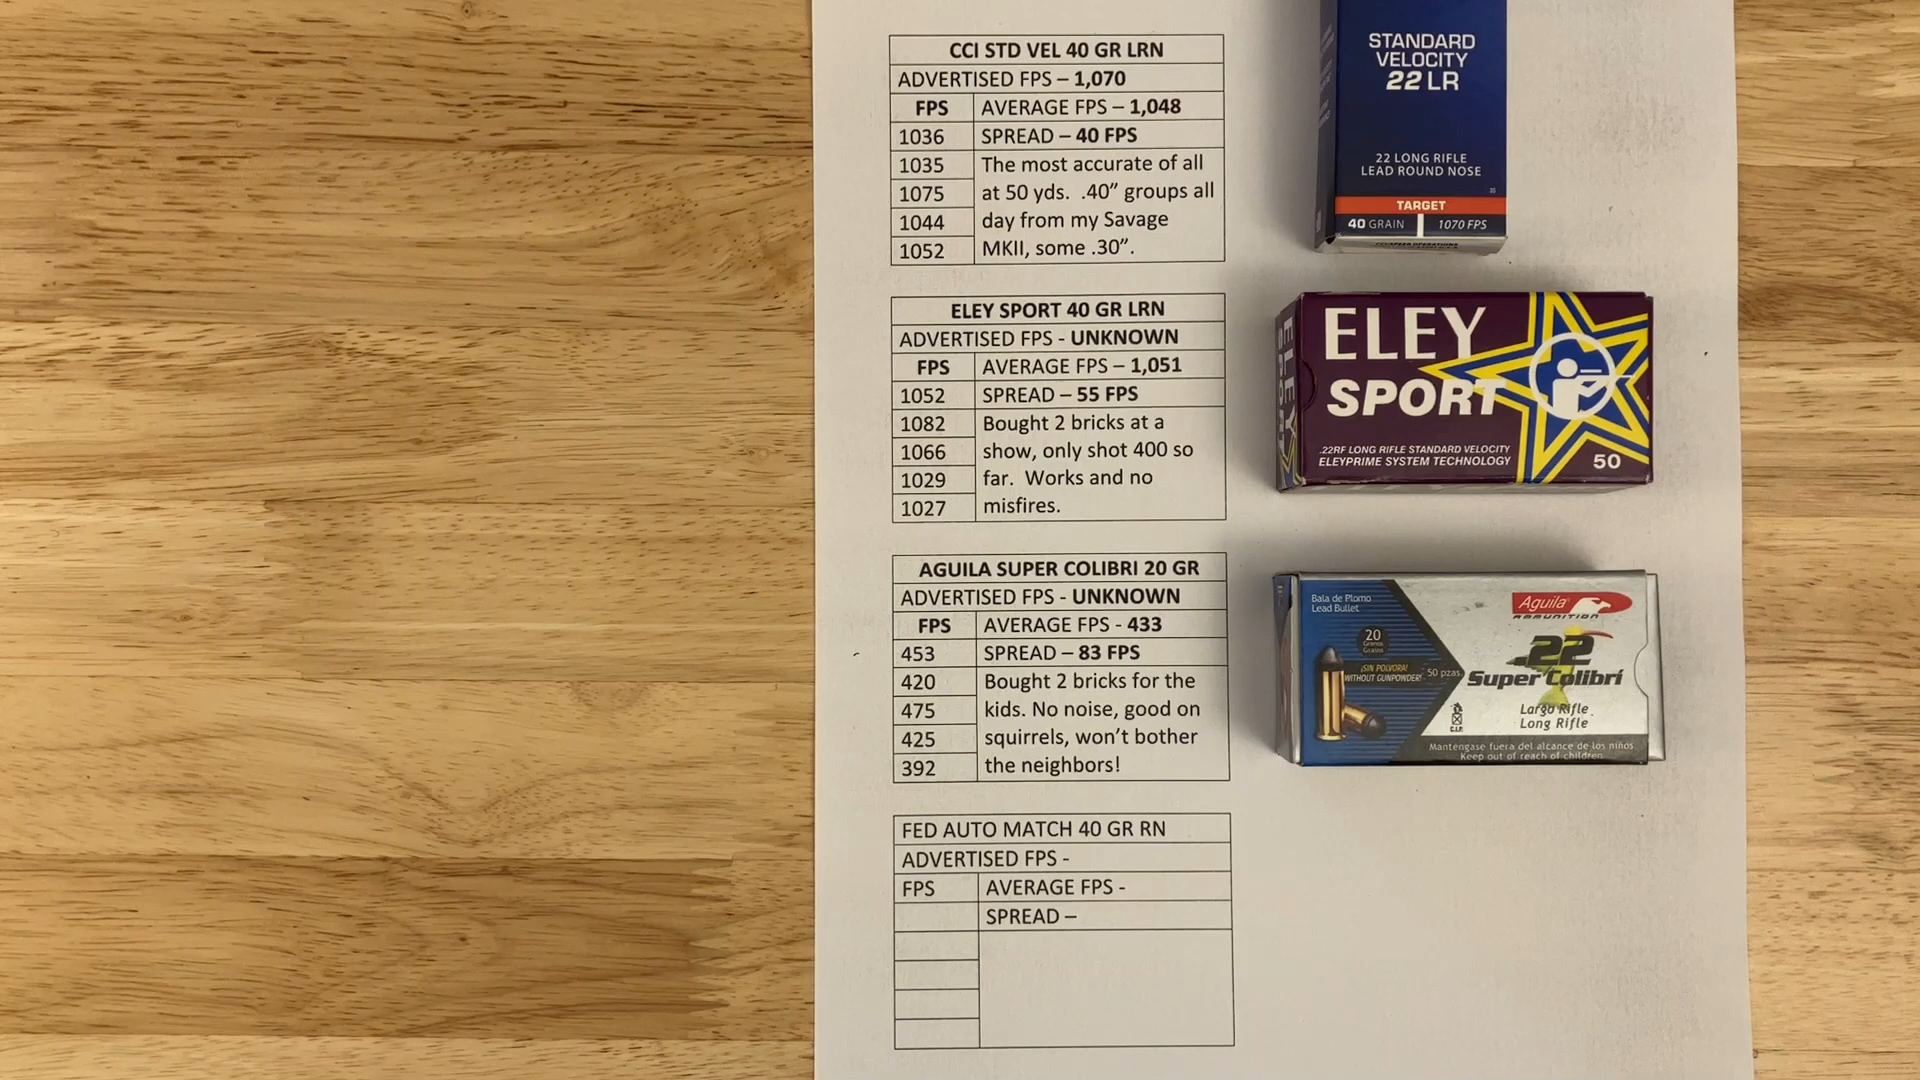 CCI STD VEL 40 GR LRN
ADVERTISED FPS – 1,070
FPS AVERAGE FPS – 1,048
1036 SPREAD – 40 FPS
1035 The most accurate of all
1075 at 50 yds. .40” groups all
1044 day from my Savage
1052 MKII, some .30”.
STANDARD
VELOCITY
22 LR
22 LONG RIFLE
LEAD ROUND NOSE
TARGET
40 GRAIN 1070 FPS
ELEY SPORT 40 GR LRN
ADVERTISED FPS - UNKNOWN
FPS AVERAGE FPS – 1,051
1052 SPREAD – 55 FPS
1082 Bought 2 bricks at a
1066 show, only shot 400 so
1029 far. Works and no
1027 misfires.
ELEY
SPORT
ELEY
SPORT
.22RF LONG RIFLE STANDARD VELOCITY
ELEYPRIME SYSTEM TECHNOLOGY
50
AGUILA SUPER COLIBRI 20 GR
ADVERTISED FPS - UNKNOWN
FPS AVERAGE FPS - 433
453 SPREAD – 83 FPS
420 Bought 2 bricks for the
475 kids. No noise, good on
425 squirrels, won’t bother
392 the neighbors!
Bala de Plomo
Lead Bullet
20
Granos
Grains
¡SIN POLVORA!
WITHOUT GUNPOWDER!
50 pzas.
Aguila
AMMUNITION
.22
Super Colibrí
Largo Rifle
Long Rifle
C.I.P.
Manténgase fuera del alcance de los niños
Keep out of reach of children
FED AUTO MATCH 40 GR RN
ADVERTISED FPS -
FPS AVERAGE FPS -
SPREAD –